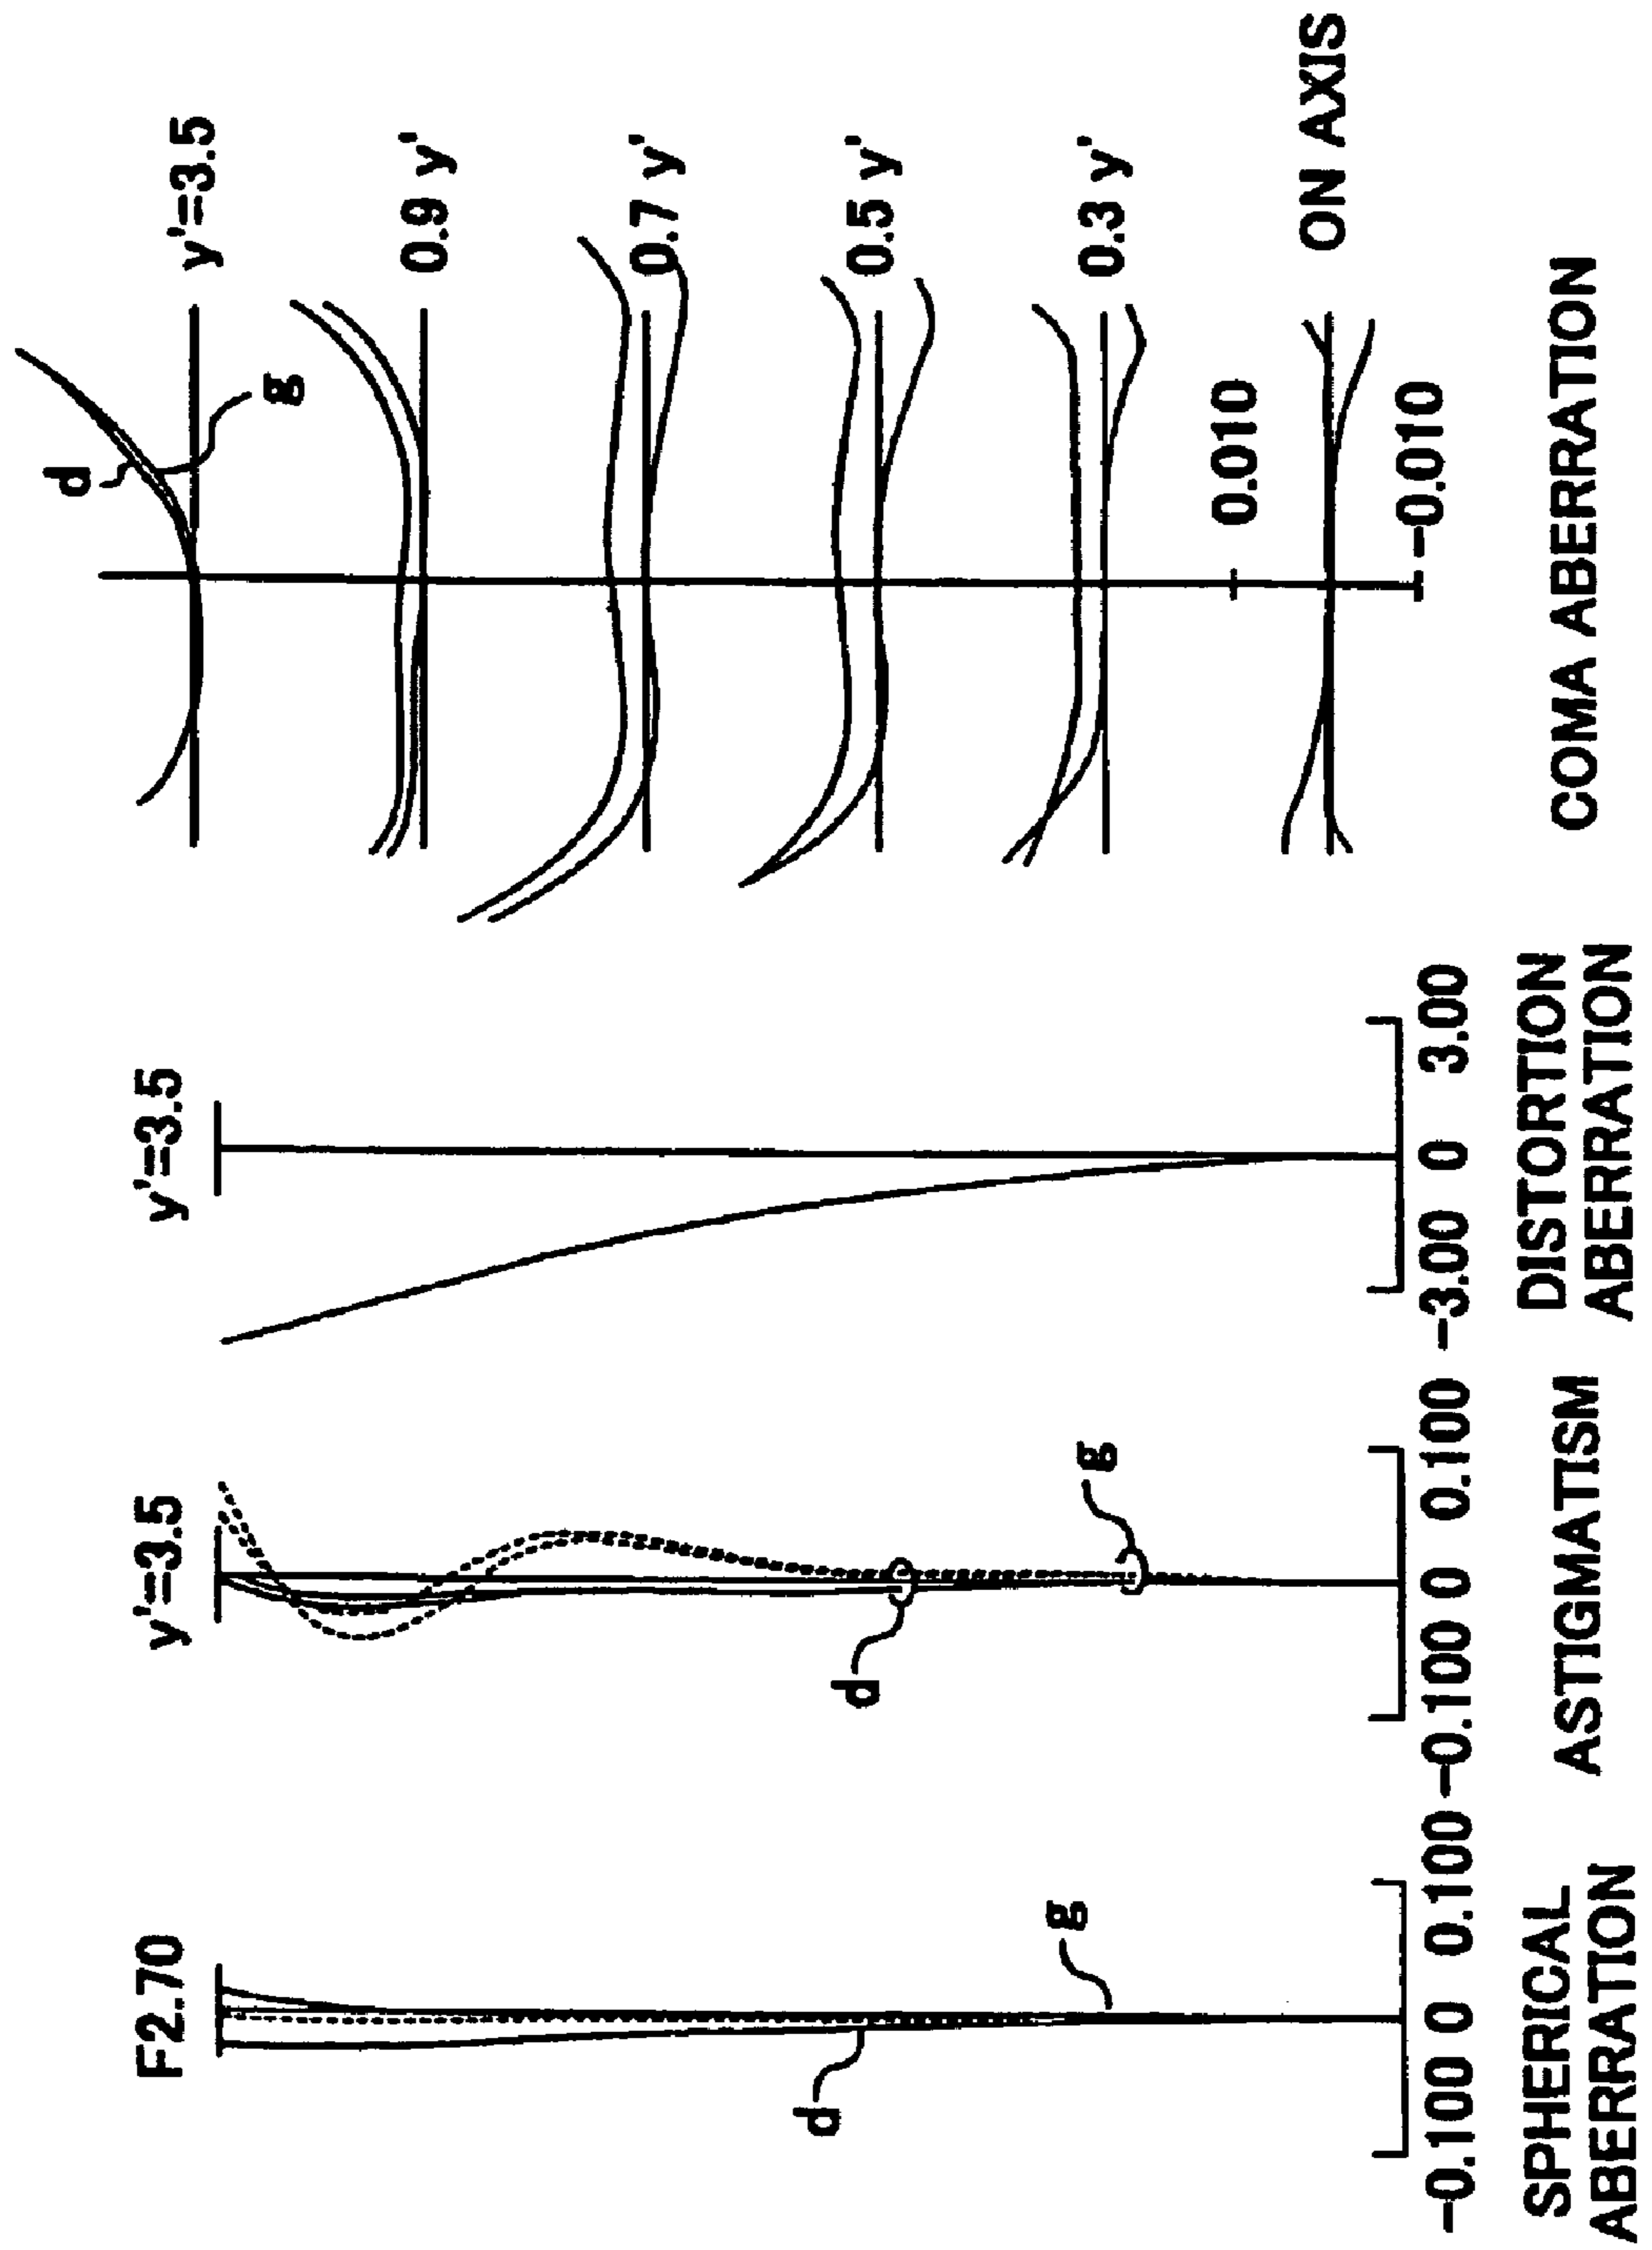 F2.70
g
d
-0.100 0 0.100
SPHERICAL
ABERRATION
y'=3.5
g
d
-0.100 0 0.100
ASTIGMATISM
y'=3.5
-3.00 0 3.00
DISTORTION
ABERRATION
d
g
y'=3.5
0.9 y'
0.7 y'
0.5 y'
0.3 y'
0.010
ON AXIS
-0.010
COMA ABERRATION